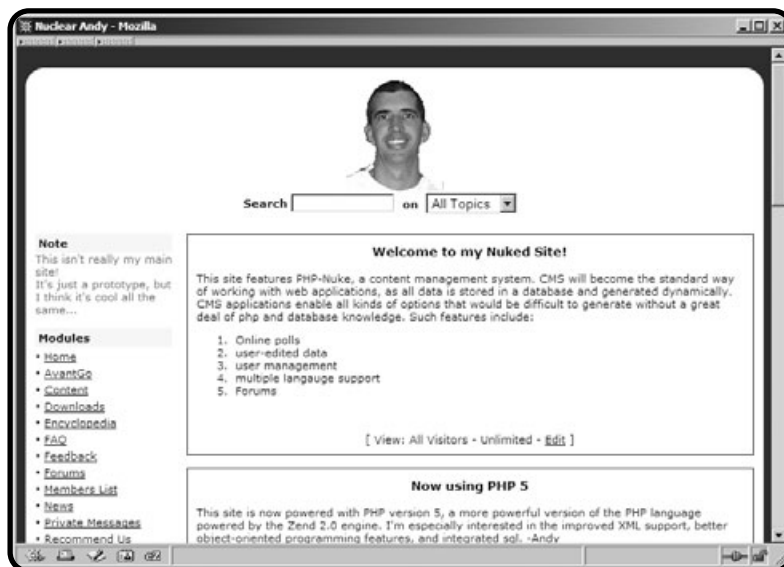 Nuclear Andy - Mozilla
Search on All Topics
Note
This isn't really my main
site!
It's just a prototype, but
I think it's cool all the
same...
Modules
• Home
• AvantGo
• Content
• Downloads
• Encyclopedia
• FAQ
• Feedback
• Forums
• Members List
• News
• Private Messages
• Recommend Us
Welcome to my Nuked Site!
This site features PHP-Nuke, a content management system. CMS will become the standard way
of working with web applications, as all data is stored in a database and generated dynamically.
CMS applications enable all kinds of options that would be difficult to generate without a great
deal of php and database knowledge. Such features include:
1. Online polls
2. user-edited data
3. user management
4. multiple langauge support
5. Forums
[ View: All Visitors - Unlimited - Edit ]
Now using PHP 5
This site is now powered with PHP version 5, a more powerful version of the PHP language
powered by the Zend 2.0 engine. I'm especially interested in the improved XML support, better
object-oriented programming features, and integrated sql. -Andy